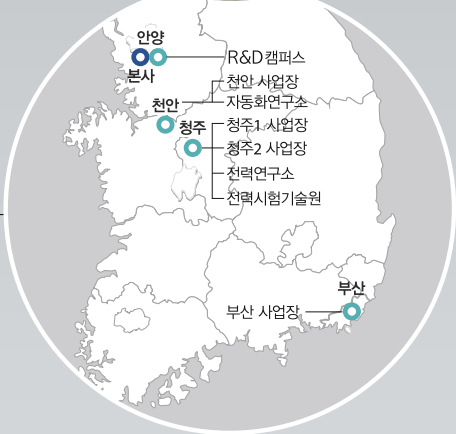 안양
R&D캠퍼스
본사
천안 사업장
천안
자동화연구소
청주
청주1 사업장
청주2 사업장
전력연구소
전력시험기술원
부산
부산 사업장